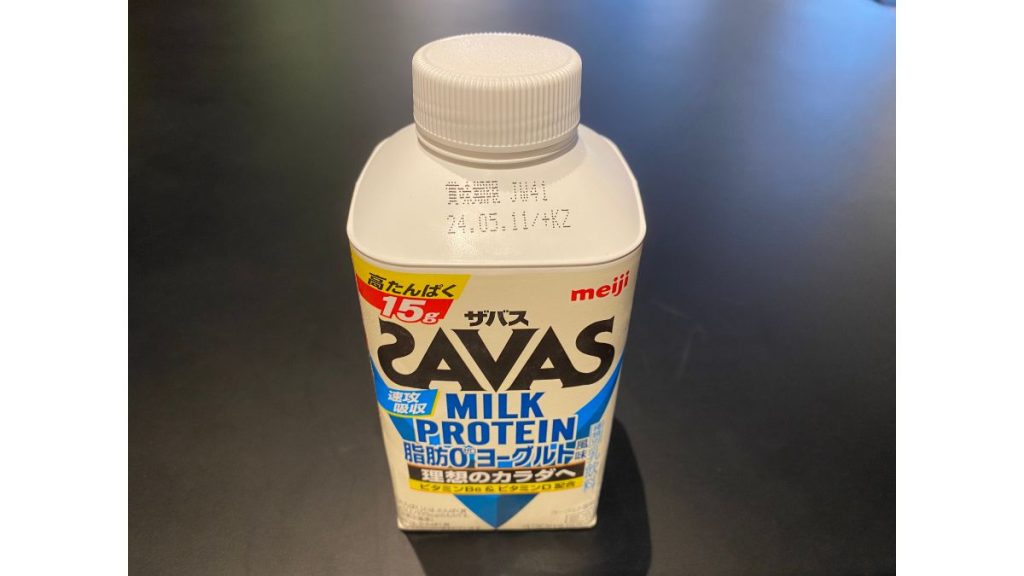 賞味期限 JW41
24.05.11/+KZ
高たんぱく
15g
meiji
ザバス
SAVAS
速攻
吸収
MILK
PROTEIN
脂肪0 ヨーグルト風味
理想のカラダへ
ビタミンB6 & ビタミンD 配合